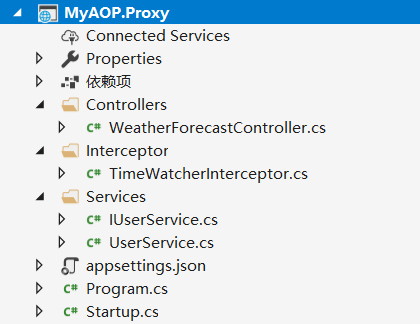 MyAOP.Proxy
Connected Services
Properties
依赖项
Controllers
C# WeatherForecastController.cs
Interceptor
C# TimeWatcherInterceptor.cs
Services
C# IUserService.cs
C# UserService.cs
appsettings.json
C# Program.cs
C# Startup.cs